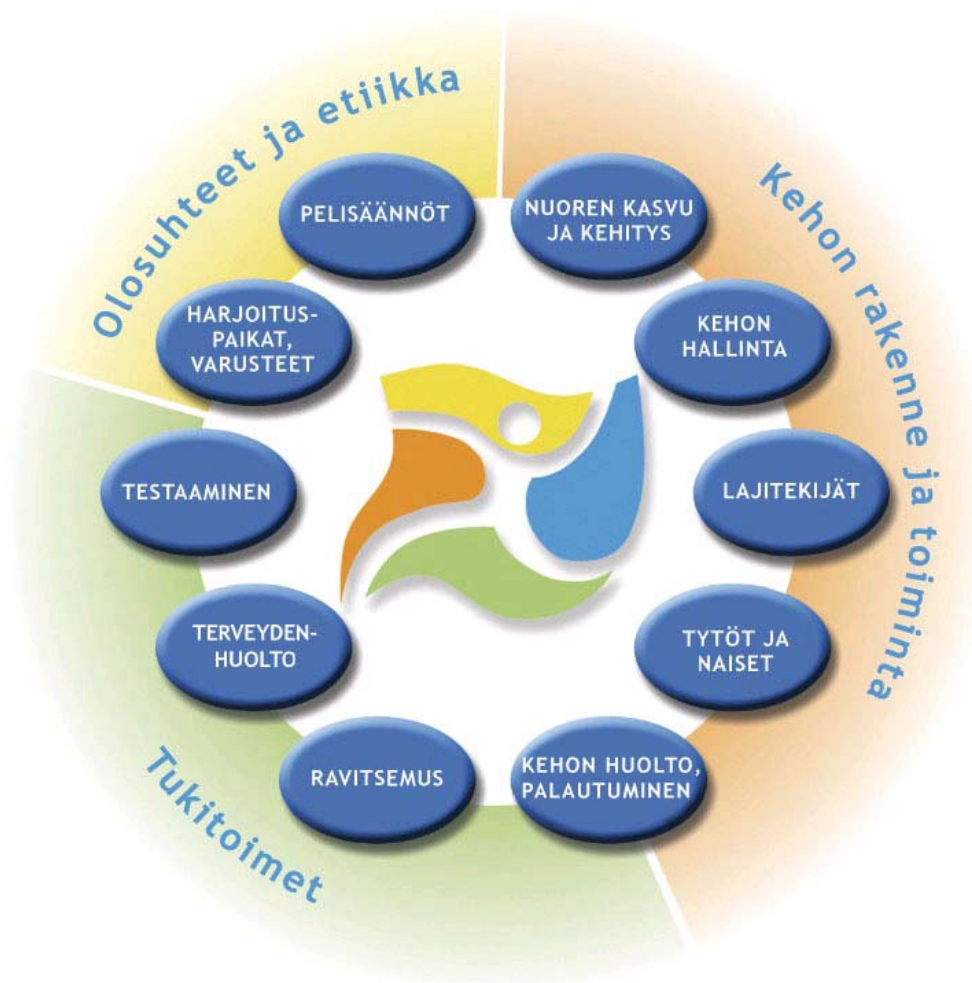 Olosuhteet ja etiikka
Kehon rakenne ja toiminta
Tukitoimet
PELISÄÄNNÖT
NUOREN KASVU
JA KEHITYS
HARJOITUS-
PAIKAT,
VARUSTEET
KEHON
HALLINTA
TESTAAMINEN
LAJITEKIJÄT
TERVEYDEN-
HUOLTO
TYTÖT JA
NAISET
RAVITSEMUS
KEHON HUOLTO,
PALAUTUMINEN